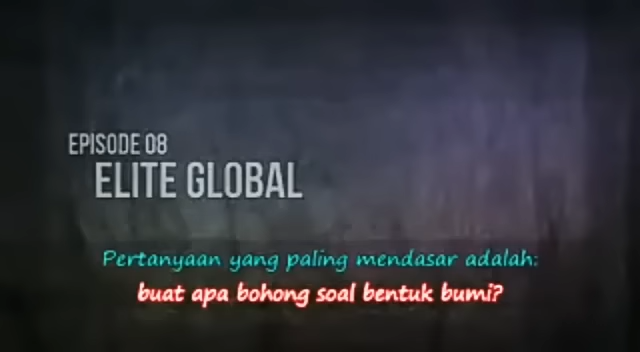 EPISODE 08
ELITE GLOBAL
Pertanyaan yang paling mendasar adalah:
buat apa bohong soal bentuk bumi?